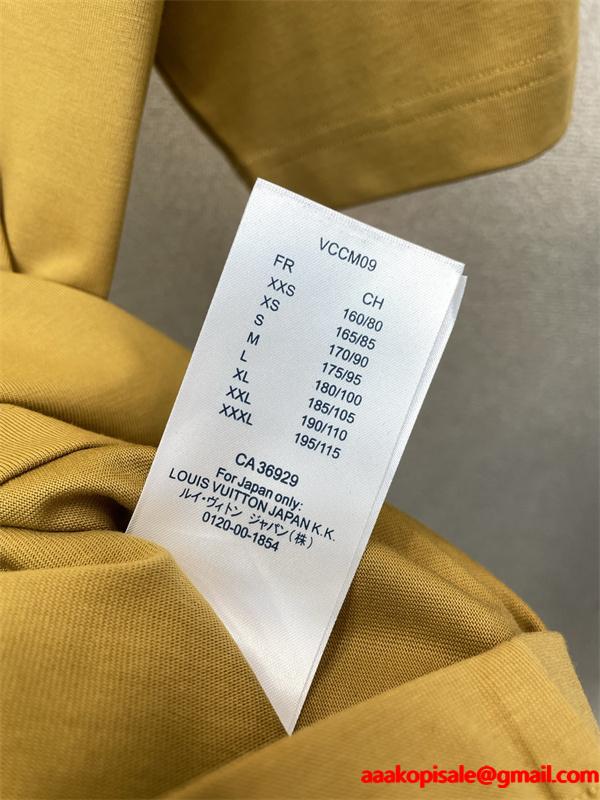 VCCM09
FR CH
XXS 160/80
XS 165/85
S 170/90
M 175/95
L 180/100
XL 185/105
XXL 190/110
XXXL 195/115
CA 36929
For Japan only:
LOUIS VUITTON JAPAN K.K.
ルイ・ヴィトン ジャパン(株)
0120-00-1854
aaakopisale@gmail.com